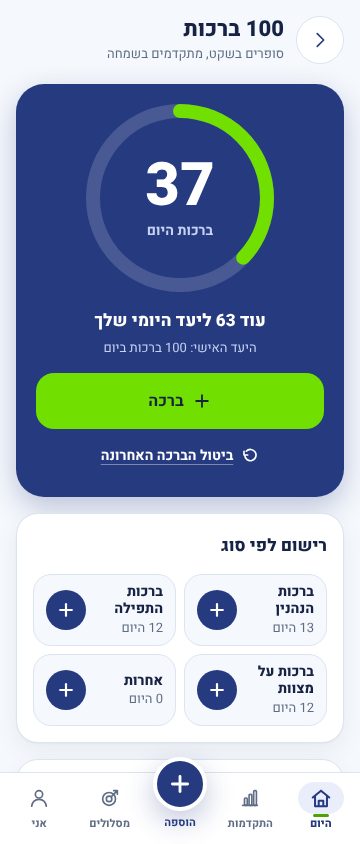 100 ברכות
סופרים בשקט, מתקדמים בשמחה
37
ברכות היום
עוד 63 ליעד היומי שלך
היעד האישי: 100 ברכות ביום
+ ברכה
ביטול הברכה האחרונה
רישום לפי סוג
ברכות
הנהנין
13 היום
ברכות
התפילה
12 היום
ברכות על
מצוות
12 היום
אחרות
0 היום
היום
התקדמות
הוספה
מסלולים
אני